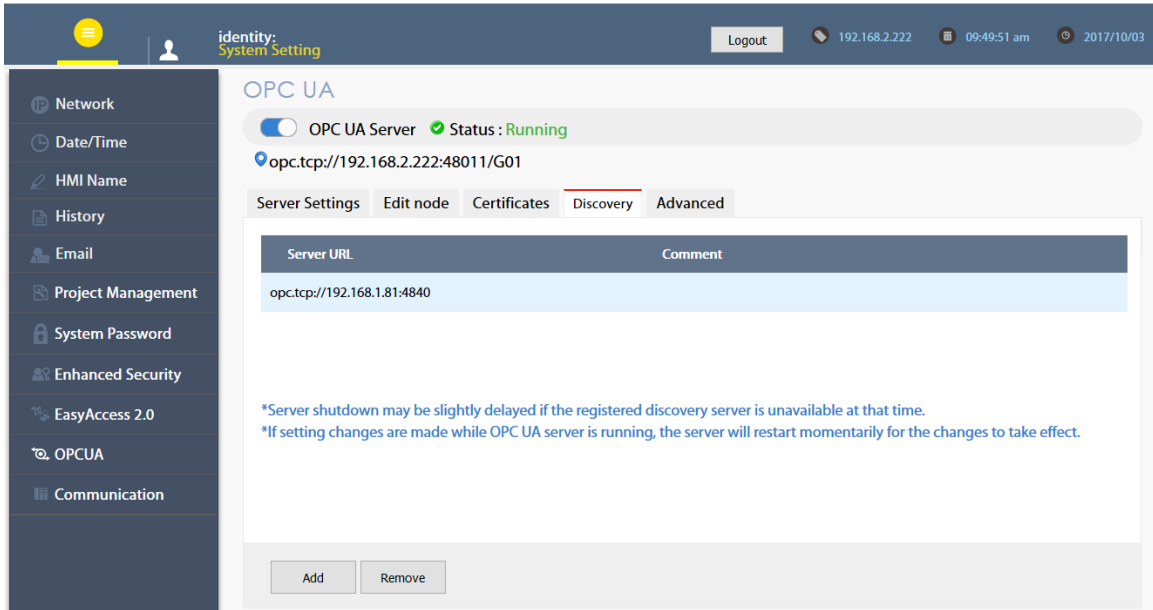 identity:
System Setting
Logout
192.168.2.222
09:49:51 am
2017/10/03
IP Network
Date/Time
HMI Name
History
Email
Project Management
System Password
Enhanced Security
EasyAccess 2.0
OPCUA
Communication
OPC UA
OPC UA Server Status : Running
opc.tcp://192.168.2.222:48011/G01
Server Settings Edit node Certificates Discovery Advanced
Server URL Comment
opc.tcp://192.168.1.81:4840
*Server shutdown may be slightly delayed if the registered discovery server is unavailable at that time.
*If setting changes are made while OPC UA server is running, the server will restart momentarily for the changes to take effect.
Add Remove